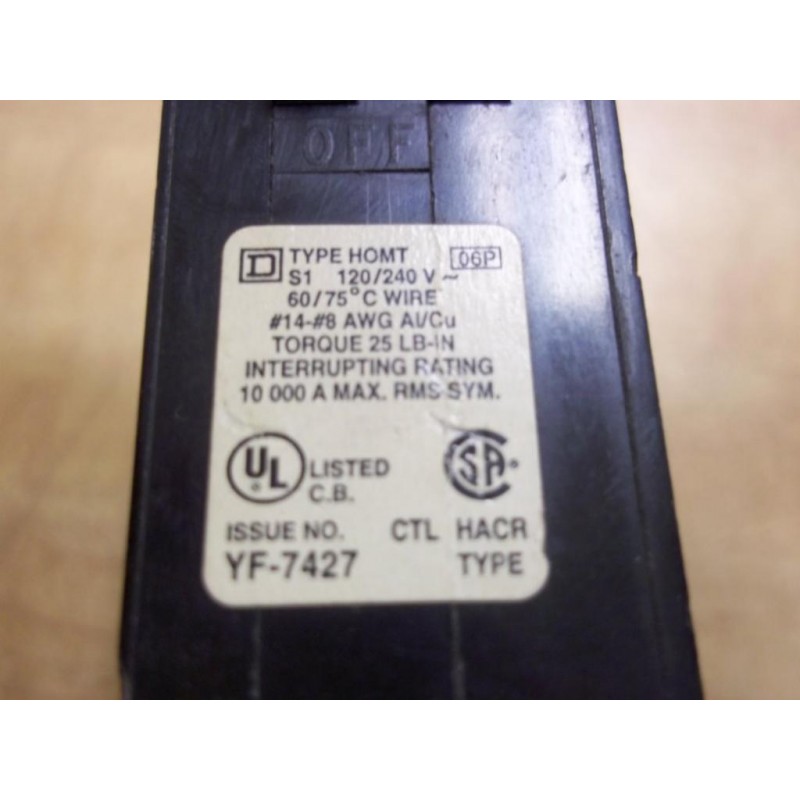 OFF
D TYPE HOMT 06P
S1 120/240 V ~
60/75°C WIRE
#14-#8 AWG Al/Cu
TORQUE 25 LB-IN
INTERRUPTING RATING
10 000 A MAX. RMS SYM.
UL LISTED SA
C.B.
ISSUE NO. CTL HACR
YF-7427 TYPE